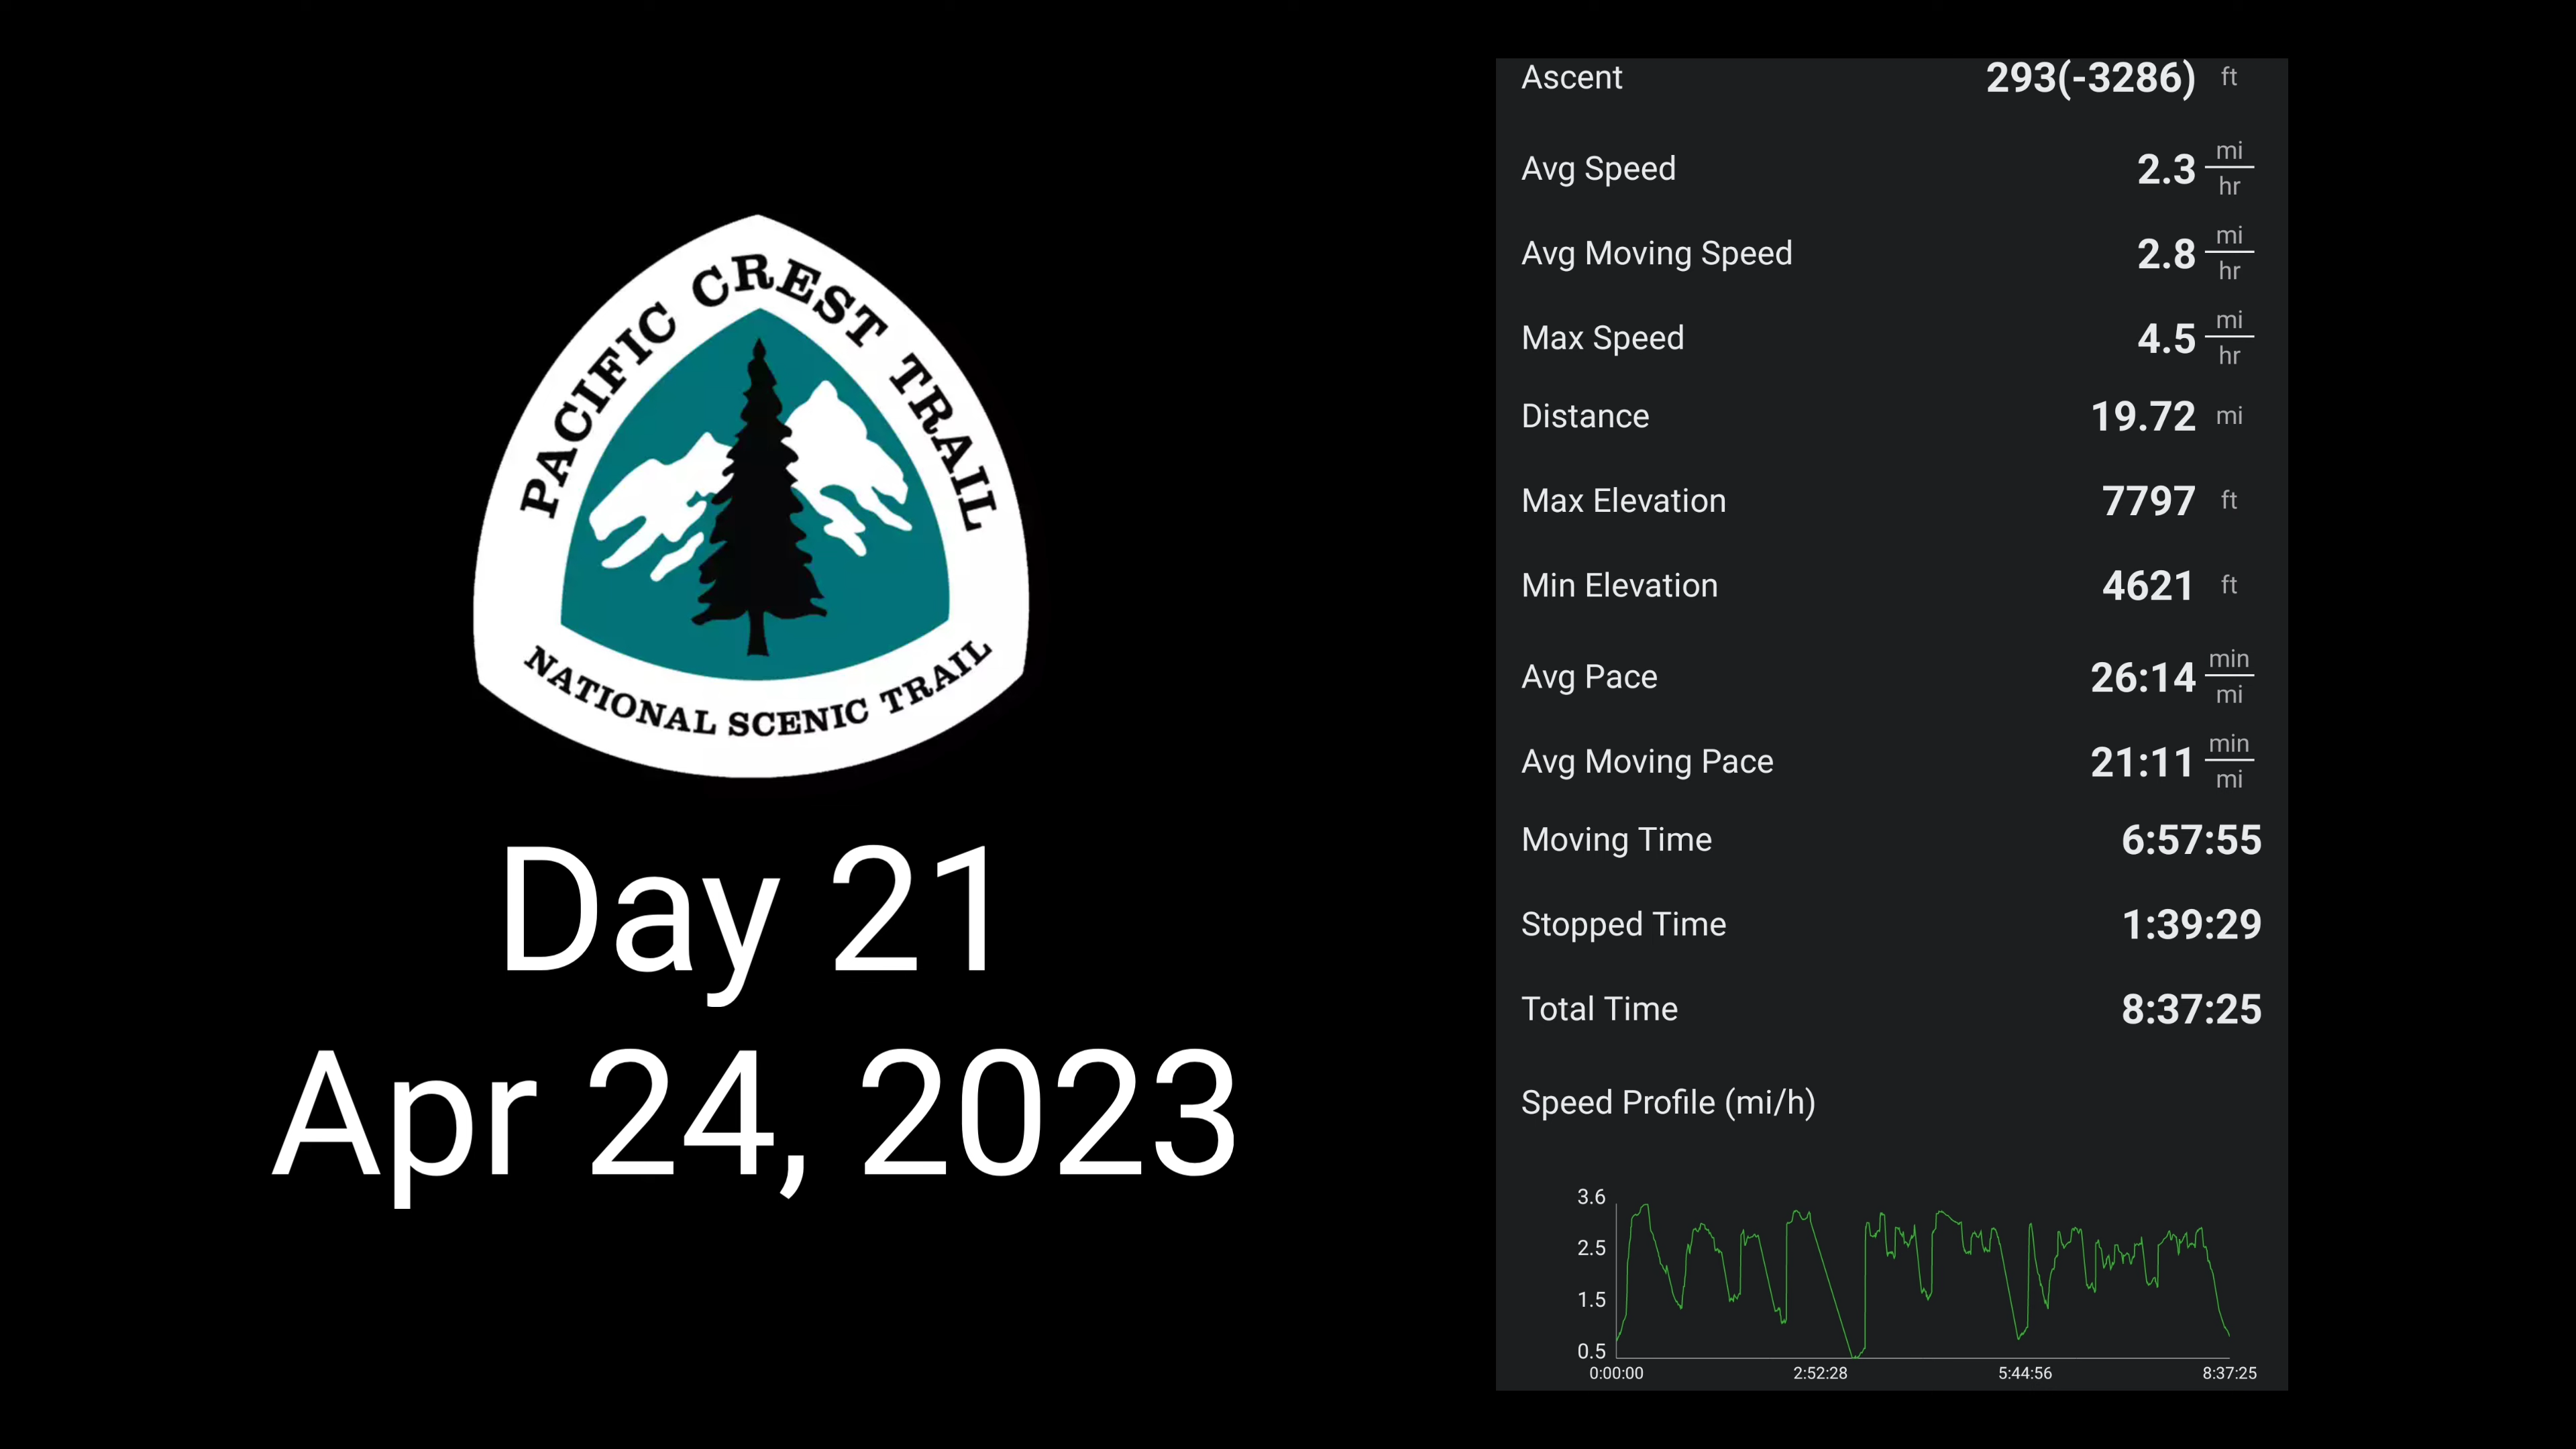 PACIFIC CREST TRAIL
NATIONAL SCENIC TRAIL
Day 21
Apr 24, 2023
Ascent 293(-3286) ft
Avg Speed 2.3 mi/hr
Avg Moving Speed 2.8 mi/hr
Max Speed 4.5 mi/hr
Distance 19.72 mi
Max Elevation 7797 ft
Min Elevation 4621 ft
Avg Pace 26:14 min/mi
Avg Moving Pace 21:11 min/mi
Moving Time 6:57:55
Stopped Time 1:39:29
Total Time 8:37:25
Speed Profile (mi/h)
3.6
2.5
1.5
0.5
0:00:00 2:52:28 5:44:56 8:37:25